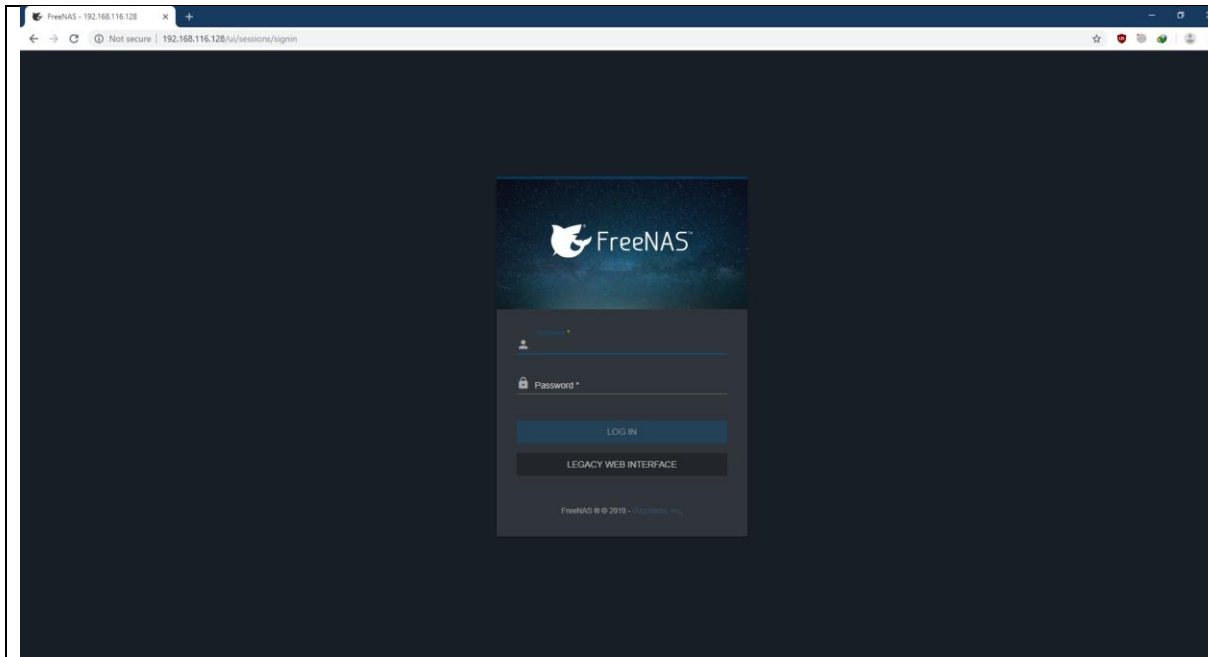 FreeNAS - 192.168.116.128
Not secure | 192.168.116.128/ui/sessions/signin
FreeNAS™
*
Password *
LOG IN
LEGACY WEB INTERFACE
FreeNAS ® © 2019 -